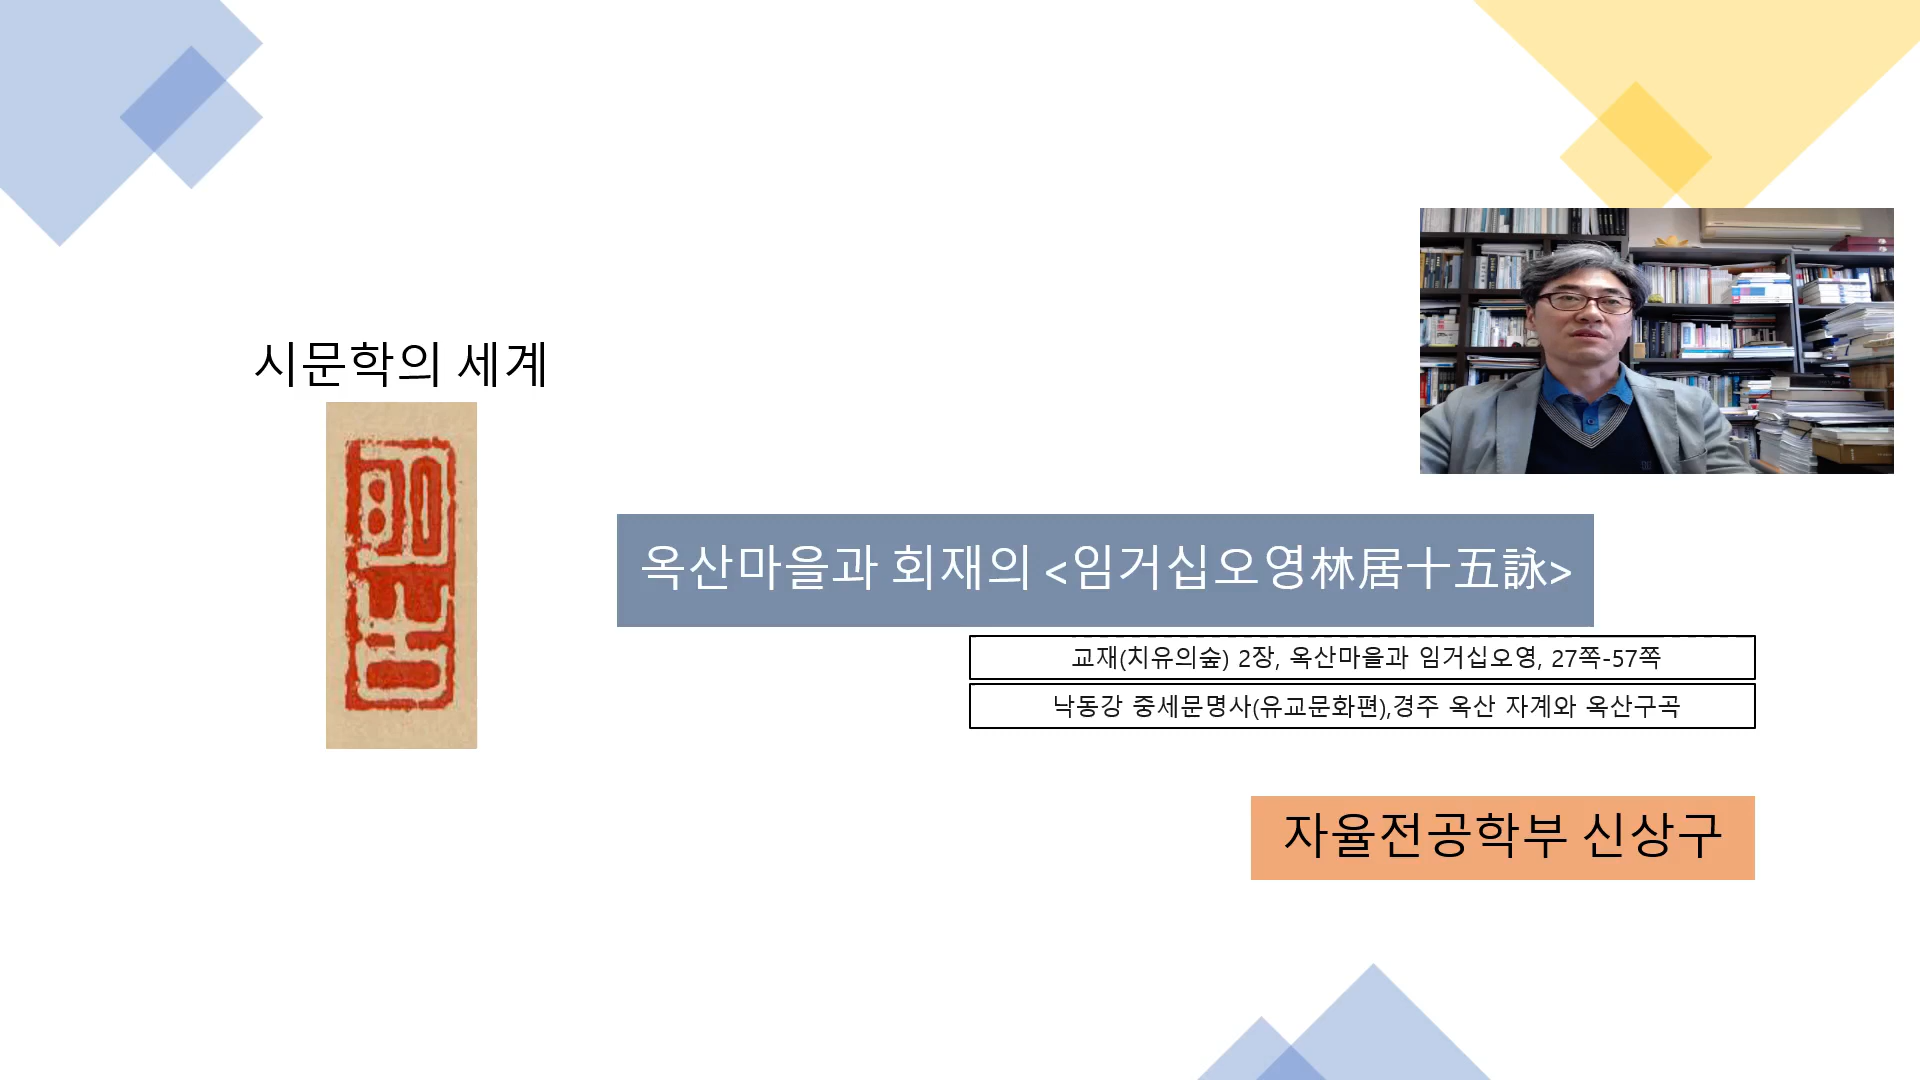 시문학의 세계
옥산마을과 회재의 <임거십오영林居十五詠>
교재(치유의숲) 2장, 옥산마을과 임거십오영, 27쪽-57쪽
낙동강 중세문명사(유교문화편),경주 옥산 자계와 옥산구곡
자율전공학부 신상구